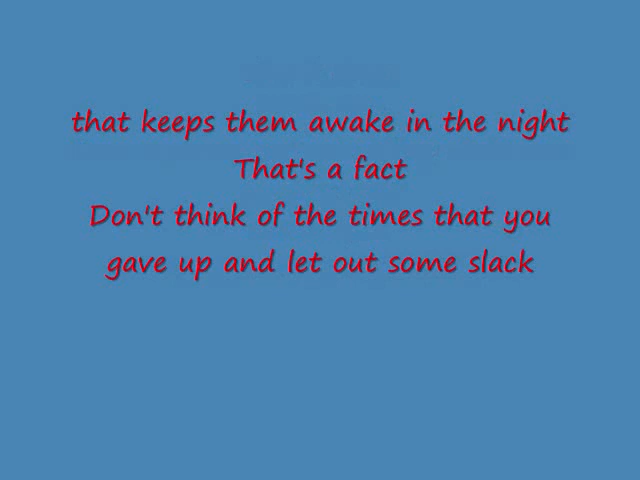 that keeps them awake in the night
That's a fact
Don't think of the times that you
gave up and let out some slack